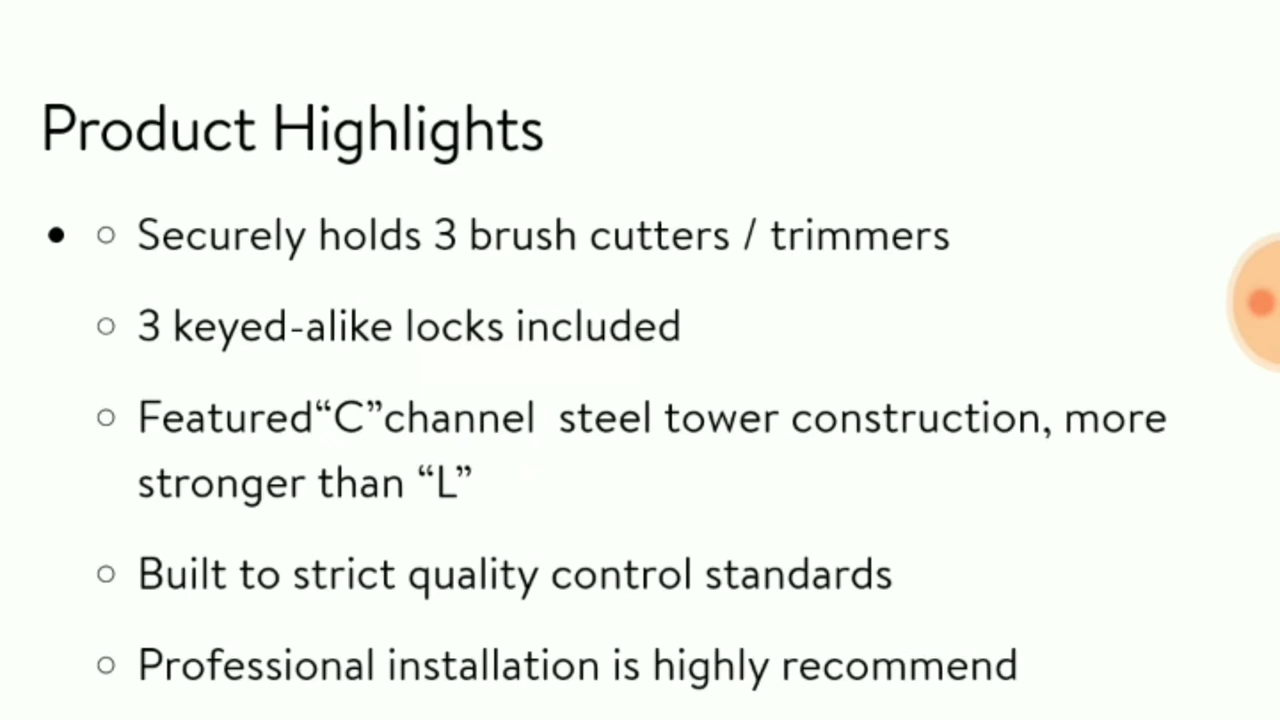 Product Highlights
Securely holds 3 brush cutters / trimmers
3 keyed-alike locks included
Featured“C”channel  steel tower construction, more
stronger than “L”
Built to strict quality control standards
Professional installation is highly recommend